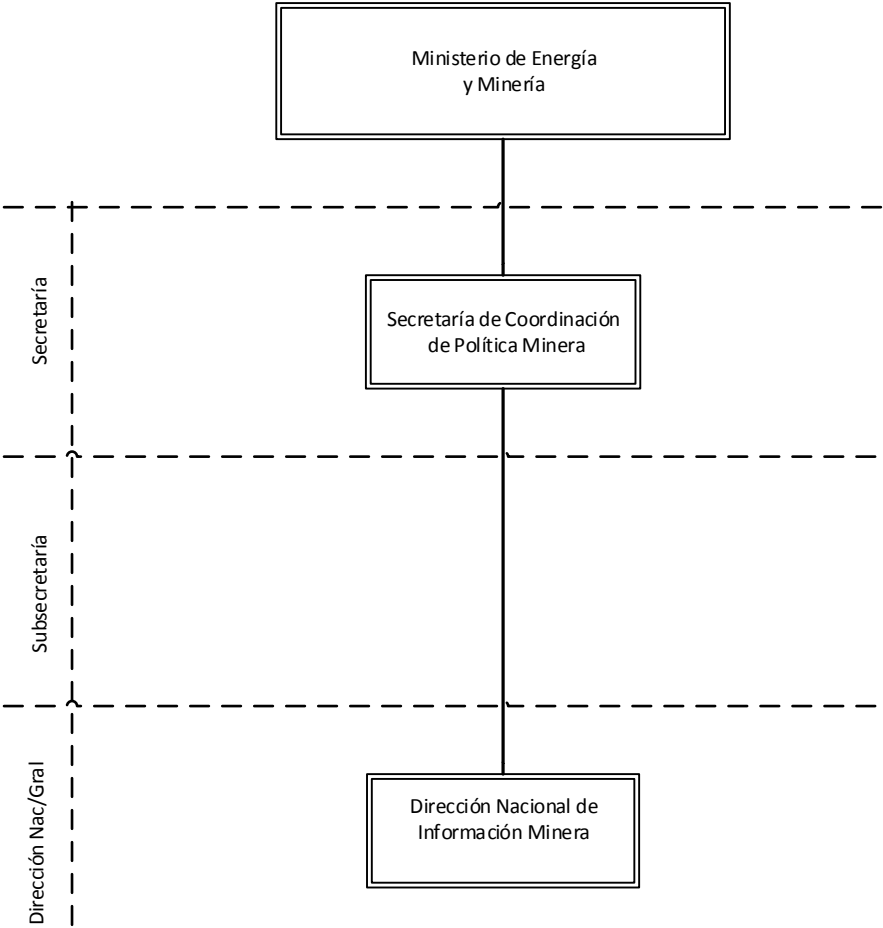 Ministerio de Energía
y Minería
Secretaría
Secretaría de Coordinación
de Política Minera
Subsecretaría
Dirección Nac/Gral
Dirección Nacional de
Información Minera